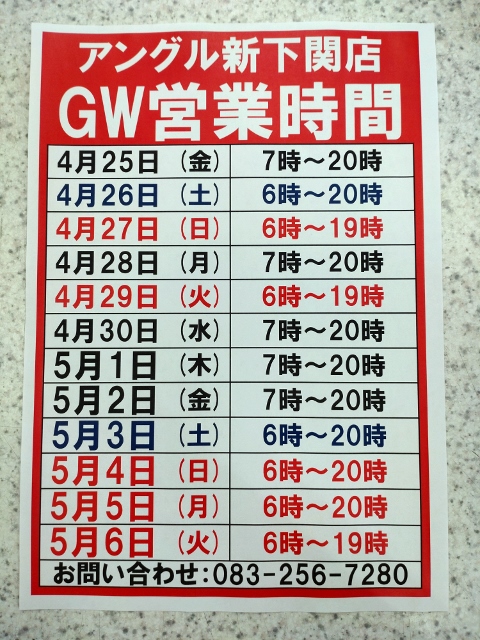 アングル新下関店
GW営業時間
4月25日（金） 7時～20時
4月26日（土） 6時～20時
4月27日（日） 6時～19時
4月28日（月） 7時～20時
4月29日（火） 6時～19時
4月30日（水） 7時～20時
5月1日（木） 7時～20時
5月2日（金） 7時～20時
5月3日（土） 6時～20時
5月4日（日） 6時～20時
5月5日（月） 6時～20時
5月6日（火） 6時～19時
お問い合わせ:083-256-7280